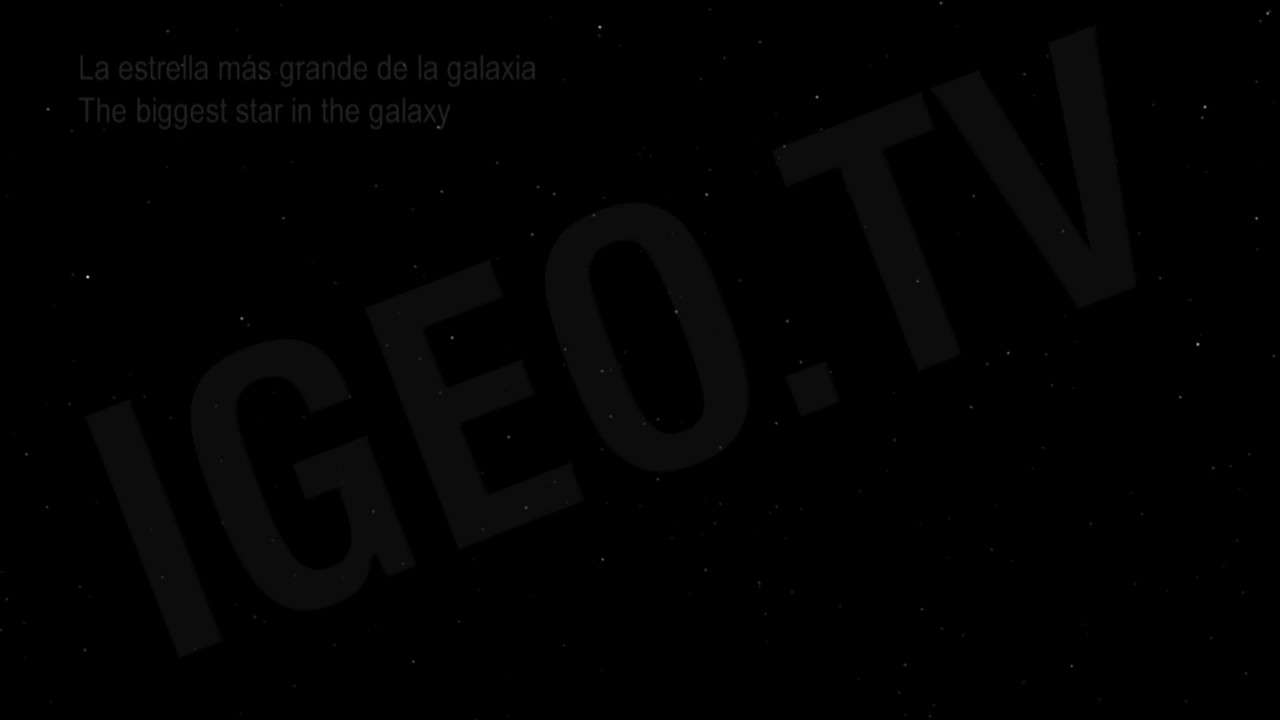 La estrella más grande de la galaxia
The biggest star in the galaxy
IGEO.TV